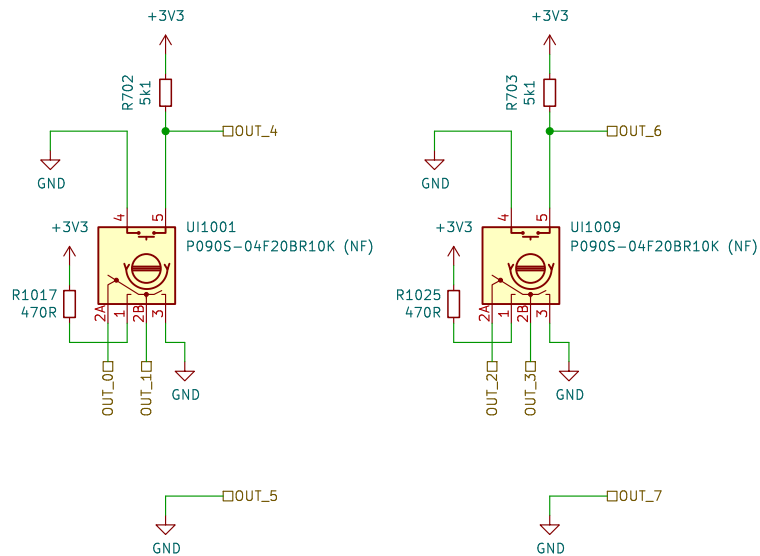 +3V3
+3V3
R702
5k1
R703
5k1
OUT_4
OUT_6
GND
GND
4
5
4
5
UI1001
P090S-04F20BR10K (NF)
UI1009
P090S-04F20BR10K (NF)
+3V3
+3V3
R1017
470R
R1025
470R
2A
1
2B
3
2A
1
2B
3
OUT_0
OUT_1
GND
OUT_2
OUT_3
GND
OUT_5
OUT_7
GND
GND